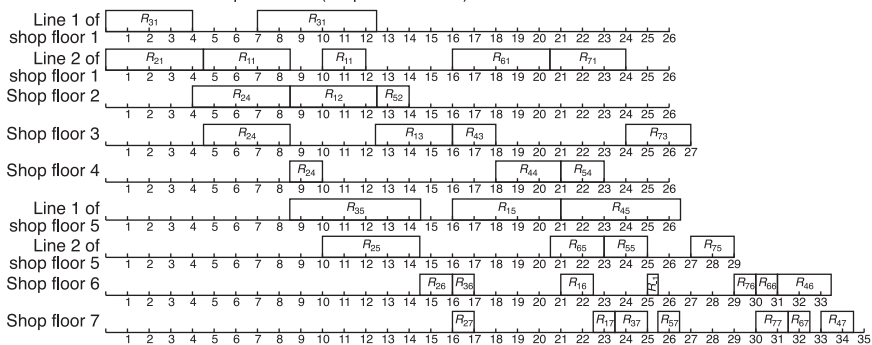 Line 1 of R31 R31
shop floor 1 1 2 3 4 5 6 7 8 9 10 11 12 13 14 15 16 17 18 19 20 21 22 23 24 25 26
Line 2 of R21 R11 R11 R61 R71
shop floor 1 1 2 3 4 5 6 7 8 9 10 11 12 13 14 15 16 17 18 19 20 21 22 23 24 25 26
Shop floor 2 R24 R12 R52
1 2 3 4 5 6 7 8 9 10 11 12 13 14 15 16 17 18 19 20 21 22 23 24 25 26
Shop floor 3 R24 R13 R43 R73
1 2 3 4 5 6 7 8 9 10 11 12 13 14 15 16 17 18 19 20 21 22 23 24 25 26 27
Shop floor 4 R24 R44 R54
1 2 3 4 5 6 7 8 9 10 11 12 13 14 15 16 17 18 19 20 21 22 23 24 25 26
Line 1 of R35 R15 R45
shop floor 5 1 2 3 4 5 6 7 8 9 10 11 12 13 14 15 16 17 18 19 20 21 22 23 24 25 26
Line 2 of R25 R65 R55 R75
shop floor 5 1 2 3 4 5 6 7 8 9 10 11 12 13 14 15 16 17 18 19 20 21 22 23 24 25 26 27 28 29
Shop floor 6 R26 R36 R16 R76 R66 R46
1 2 3 4 5 6 7 8 9 10 11 12 13 14 15 16 17 18 19 20 21 22 23 24 25 26 27 28 29 30 31 32 33
Shop floor 7 R27 R17 R37 R57 R77 R67 R47
1 2 3 4 5 6 7 8 9 10 11 12 13 14 15 16 17 18 19 20 21 22 23 24 25 26 27 28 29 30 31 32 33 34 35